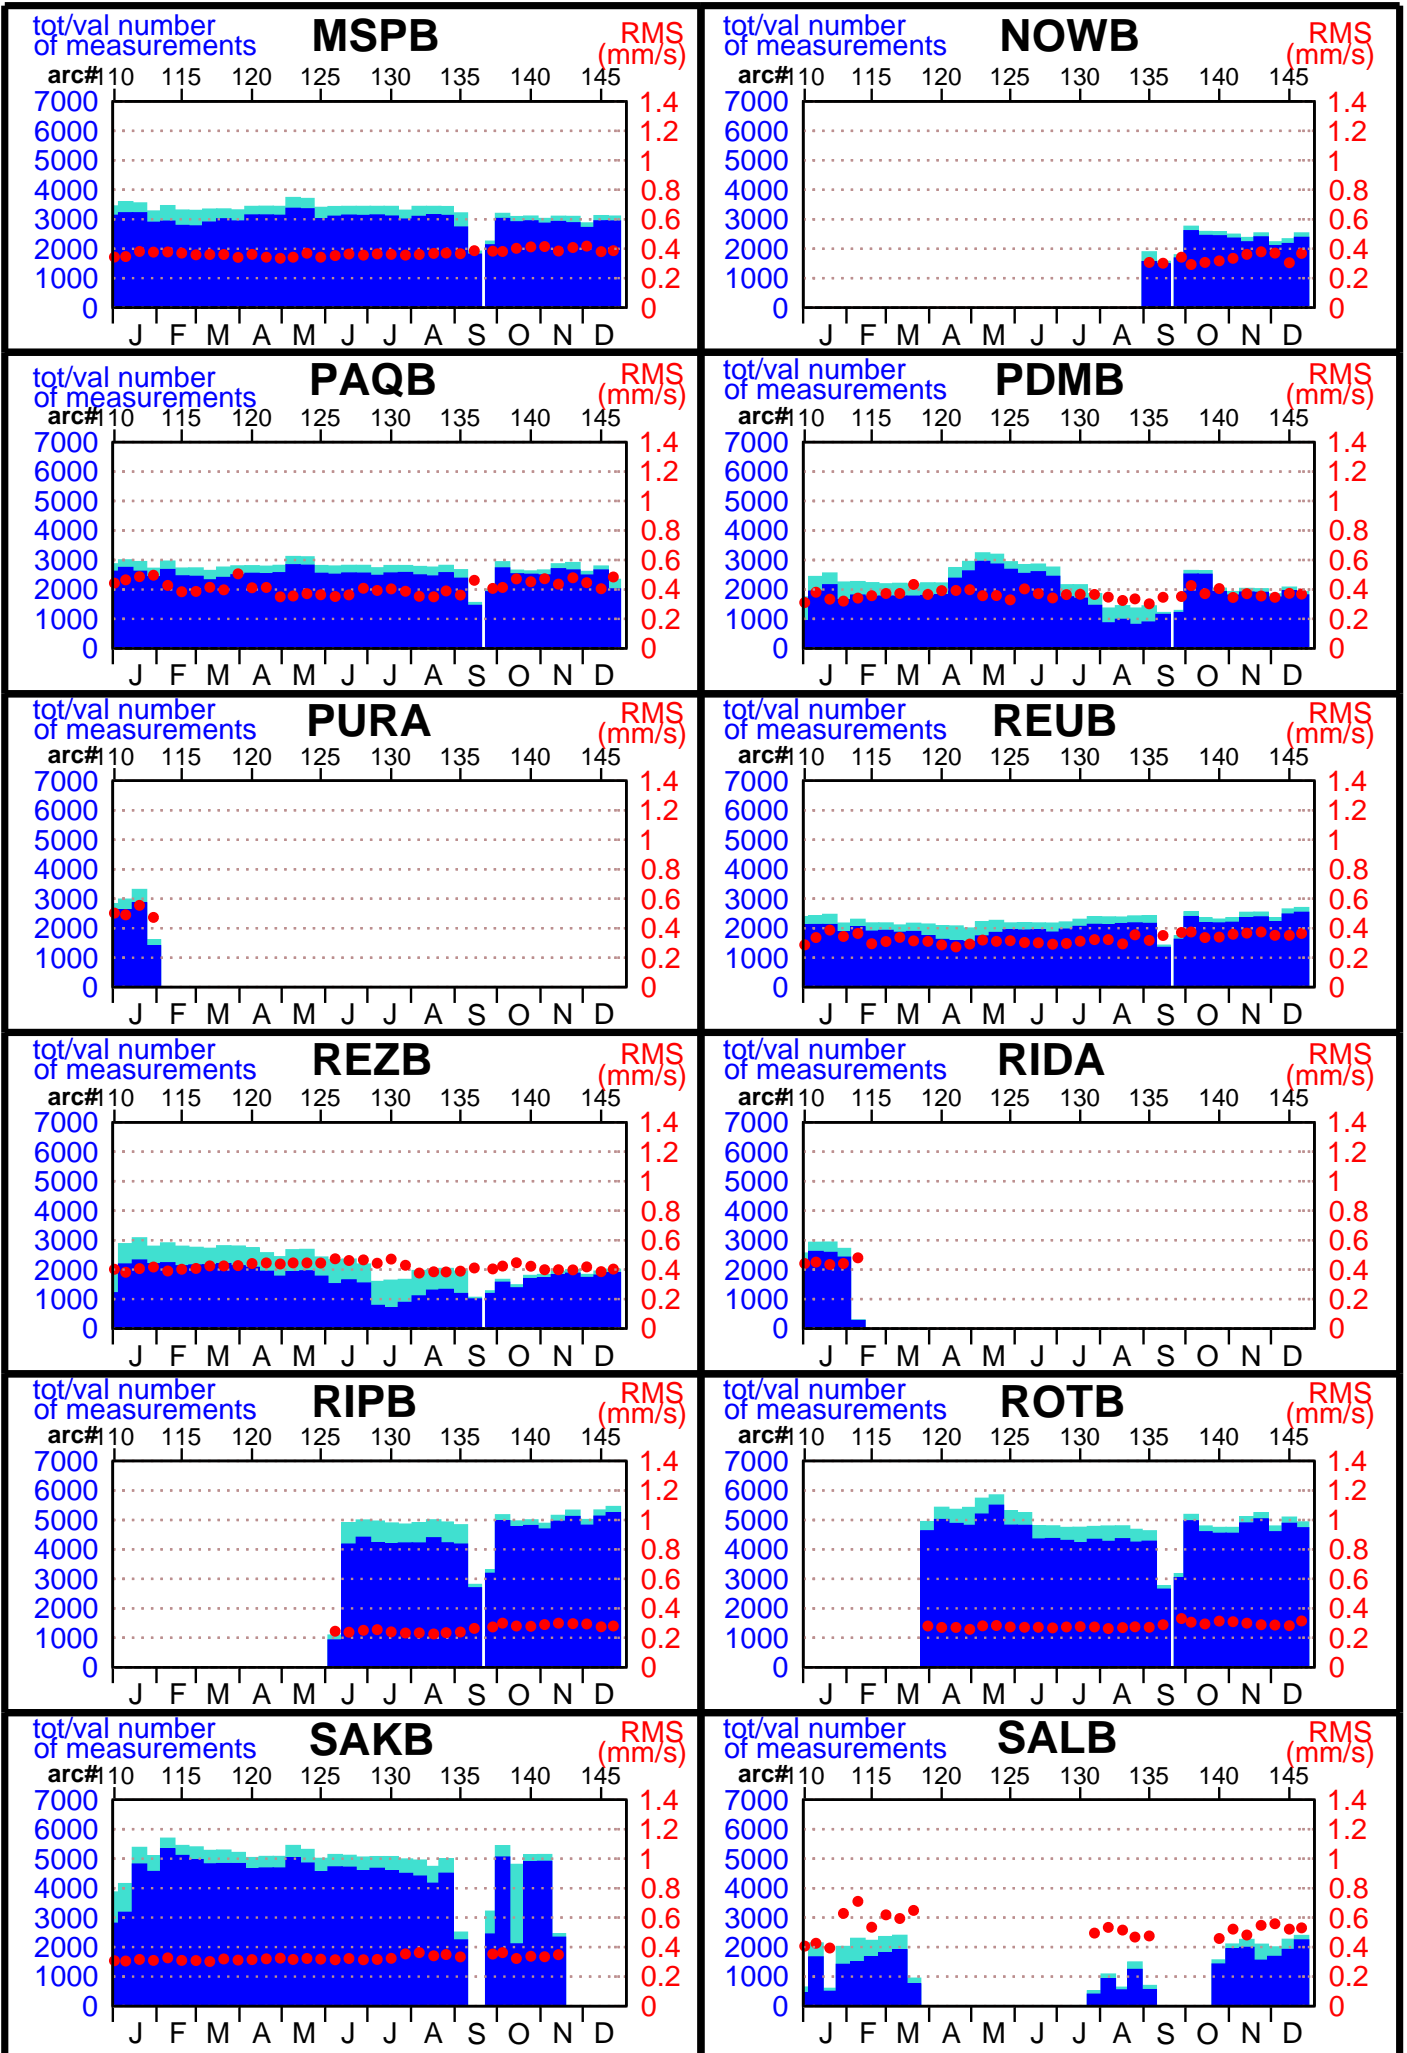 tot/val number MSPB RMS
of measurements (mm/s)
arc# 110 115 120 125 130 135 140 145
7000 1.4
6000 1.2
5000 1
4000 0.8
3000 0.6
2000 0.4
1000 0.2
0 0
J F M A M J J A S O N D
tot/val number NOWB RMS
of measurements (mm/s)
arc# 110 115 120 125 130 135 140 145
7000 1.4
6000 1.2
5000 1
4000 0.8
3000 0.6
2000 0.4
1000 0.2
0 0
J F M A M J J A S O N D
tot/val number PAQB RMS
of measurements (mm/s)
arc# 110 115 120 125 130 135 140 145
7000 1.4
6000 1.2
5000 1
4000 0.8
3000 0.6
2000 0.4
1000 0.2
0 0
J F M A M J J A S O N D
tot/val number PDMB RMS
of measurements (mm/s)
arc# 110 115 120 125 130 135 140 145
7000 1.4
6000 1.2
5000 1
4000 0.8
3000 0.6
2000 0.4
1000 0.2
0 0
J F M A M J J A S O N D
tot/val number PURA RMS
of measurements (mm/s)
arc# 110 115 120 125 130 135 140 145
7000 1.4
6000 1.2
5000 1
4000 0.8
3000 0.6
2000 0.4
1000 0.2
0 0
J F M A M J J A S O N D
tot/val number REUB RMS
of measurements (mm/s)
arc# 110 115 120 125 130 135 140 145
7000 1.4
6000 1.2
5000 1
4000 0.8
3000 0.6
2000 0.4
1000 0.2
0 0
J F M A M J J A S O N D
tot/val number REZB RMS
of measurements (mm/s)
arc# 110 115 120 125 130 135 140 145
7000 1.4
6000 1.2
5000 1
4000 0.8
3000 0.6
2000 0.4
1000 0.2
0 0
J F M A M J J A S O N D
tot/val number RIDA RMS
of measurements (mm/s)
arc# 110 115 120 125 130 135 140 145
7000 1.4
6000 1.2
5000 1
4000 0.8
3000 0.6
2000 0.4
1000 0.2
0 0
J F M A M J J A S O N D
tot/val number RIPB RMS
of measurements (mm/s)
arc# 110 115 120 125 130 135 140 145
7000 1.4
6000 1.2
5000 1
4000 0.8
3000 0.6
2000 0.4
1000 0.2
0 0
J F M A M J J A S O N D
tot/val number ROTB RMS
of measurements (mm/s)
arc# 110 115 120 125 130 135 140 145
7000 1.4
6000 1.2
5000 1
4000 0.8
3000 0.6
2000 0.4
1000 0.2
0 0
J F M A M J J A S O N D
tot/val number SAKB RMS
of measurements (mm/s)
arc# 110 115 120 125 130 135 140 145
7000 1.4
6000 1.2
5000 1
4000 0.8
3000 0.6
2000 0.4
1000 0.2
0 0
J F M A M J J A S O N D
tot/val number SALB RMS
of measurements (mm/s)
arc# 110 115 120 125 130 135 140 145
7000 1.4
6000 1.2
5000 1
4000 0.8
3000 0.6
2000 0.4
1000 0.2
0 0
J F M A M J J A S O N D